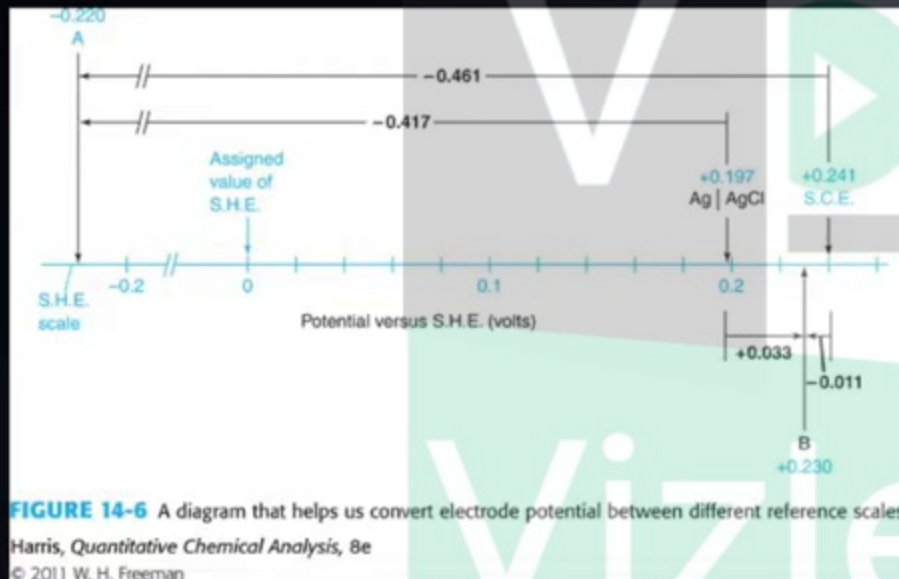 -0.220
A
-0.461
-0.417
Assigned
value of
S.H.E.
+0.197
Ag | AgCl
+0.241
S.C.E.
S.H.E.
scale
-0.2
0
0.1
0.2
Potential versus S.H.E. (volts)
+0.033
-0.011
B
+0.230
V
Vizle
FIGURE 14-6 A diagram that helps us convert electrode potential between different reference scales
Harris, Quantitative Chemical Analysis, 8e
© 2011 W. H. Freeman